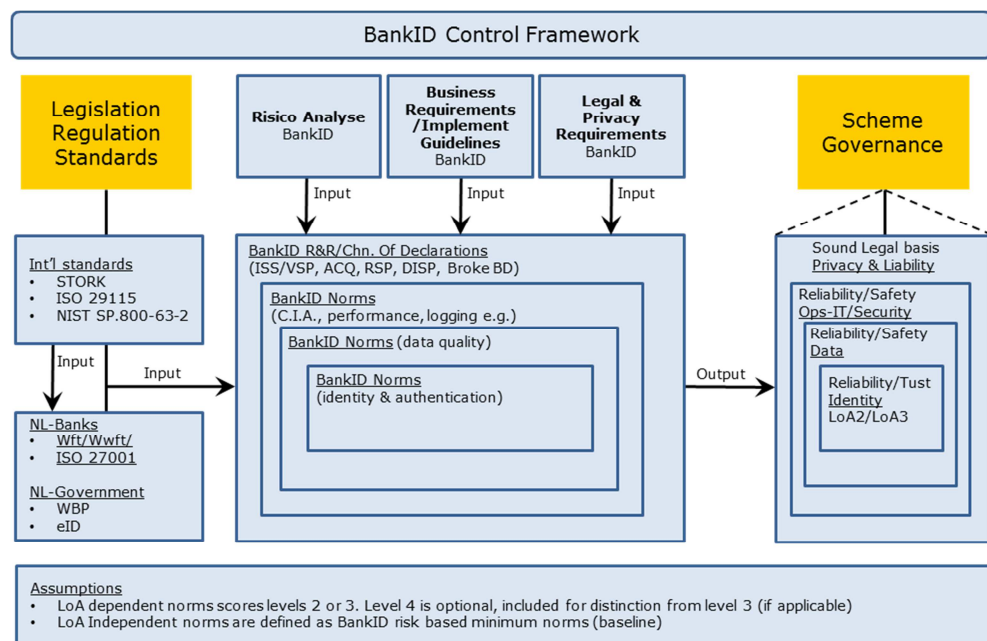 BankID Control Framework
Legislation
Regulation
Standards
Risico Analyse
BankID
Business
Requirements
/Implement
Guidelines
BankID
Legal &
Privacy
Requirements
BankID
Scheme
Governance
Input
Input
Input
Int'l standards
• STORK
• ISO 29115
• NIST SP.800-63-2
Input
Input
NL-Banks
• Wft/Wwft/
• ISO 27001
NL-Government
• WBP
• eID
BankID R&R/Chn. Of Declarations
(ISS/VSP, ACQ, RSP, DISP, Broke BD)
BankID Norms
(C.I.A., performance, logging e.g.)
BankID Norms (data quality)
BankID Norms
(identity & authentication)
Output
Sound Legal basis
Privacy & Liability
Reliability/Safety
Ops-IT/Security
Reliability/Safety
Data
Reliability/Tust
Identity
LoA2/LoA3
Assumptions
• LoA dependent norms scores levels 2 or 3. Level 4 is optional, included for distinction from level 3 (if applicable)
• LoA Independent norms are defined as BankID risk based minimum norms (baseline)